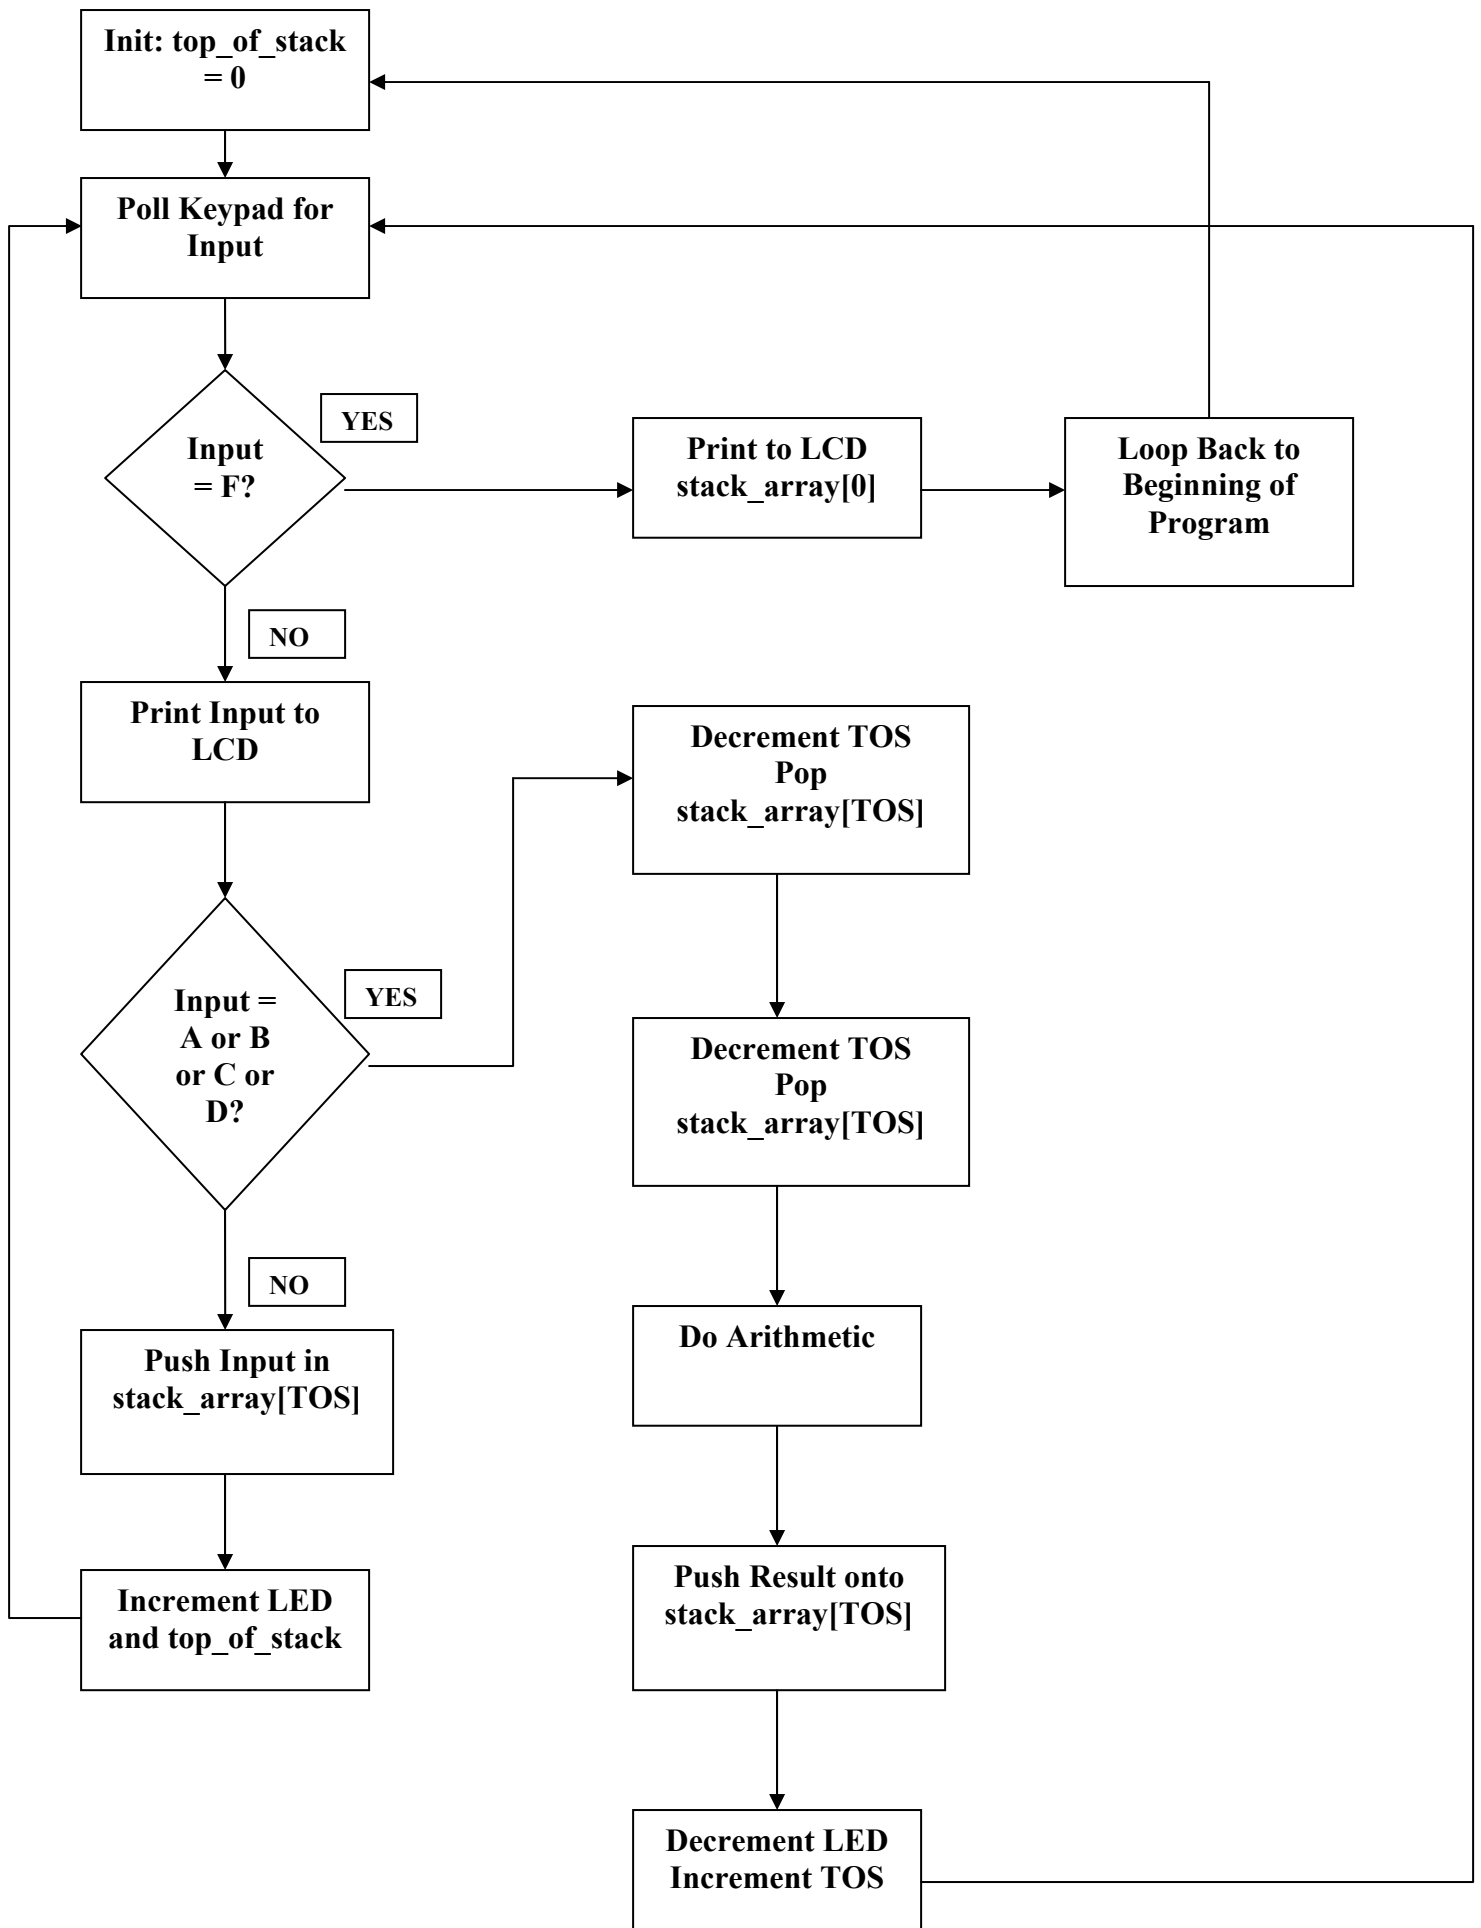 Init: top_of_stack
= 0
Poll Keypad for
Input
Input
= F?
YES
Print to LCD
stack_array[0]
Loop Back to
Beginning of
Program
NO
Print Input to
LCD
Input =
A or B
or C or
D?
YES
Decrement TOS
Pop
stack_array[TOS]
Decrement TOS
Pop
stack_array[TOS]
Do Arithmetic
Push Result onto
stack_array[TOS]
Decrement LED
Increment TOS
NO
Push Input in
stack_array[TOS]
Increment LED
and top_of_stack